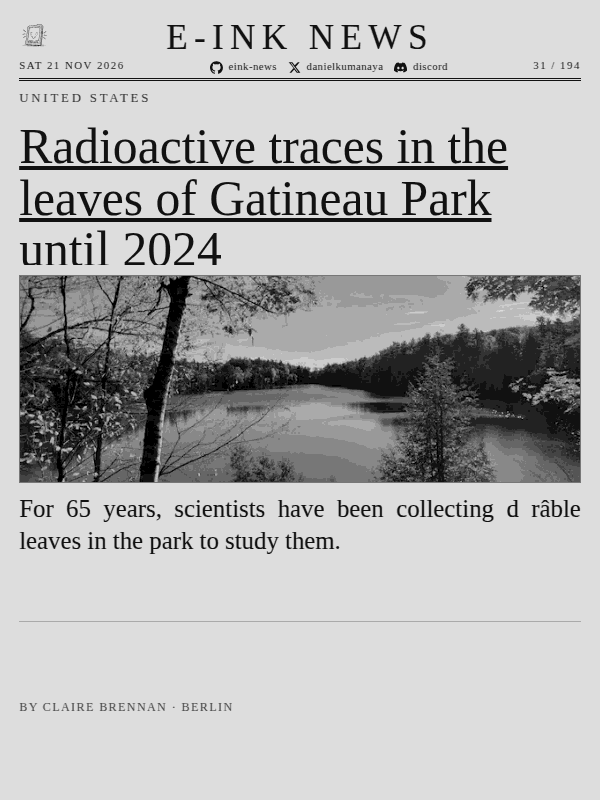 E-INK NEWS
SAT 21 NOV 2026
eink-news danielkumanaya discord
31 / 194
UNITED STATES
Radioactive traces in the
leaves of Gatineau Park
until 2024
For 65 years, scientists have been collecting d râble
leaves in the park to study them.
BY CLAIRE BRENNAN · BERLIN